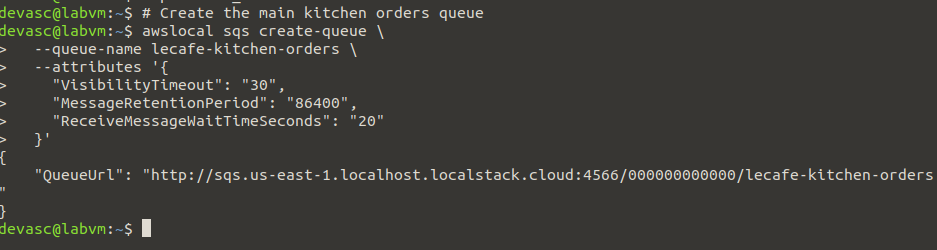 devasc@labvm:~$ # Create the main kitchen orders queue
devasc@labvm:~$ awslocal sqs create-queue \
>   --queue-name lecafe-kitchen-orders \
>   --attributes '{
>     "VisibilityTimeout": "30",
>     "MessageRetentionPeriod": "86400",
>     "ReceiveMessageWaitTimeSeconds": "20"
>   }'
{
    "QueueUrl": "http://sqs.us-east-1.localhost.localstack.cloud:4566/000000000000/lecafe-kitchen-orders
"
}
devasc@labvm:~$